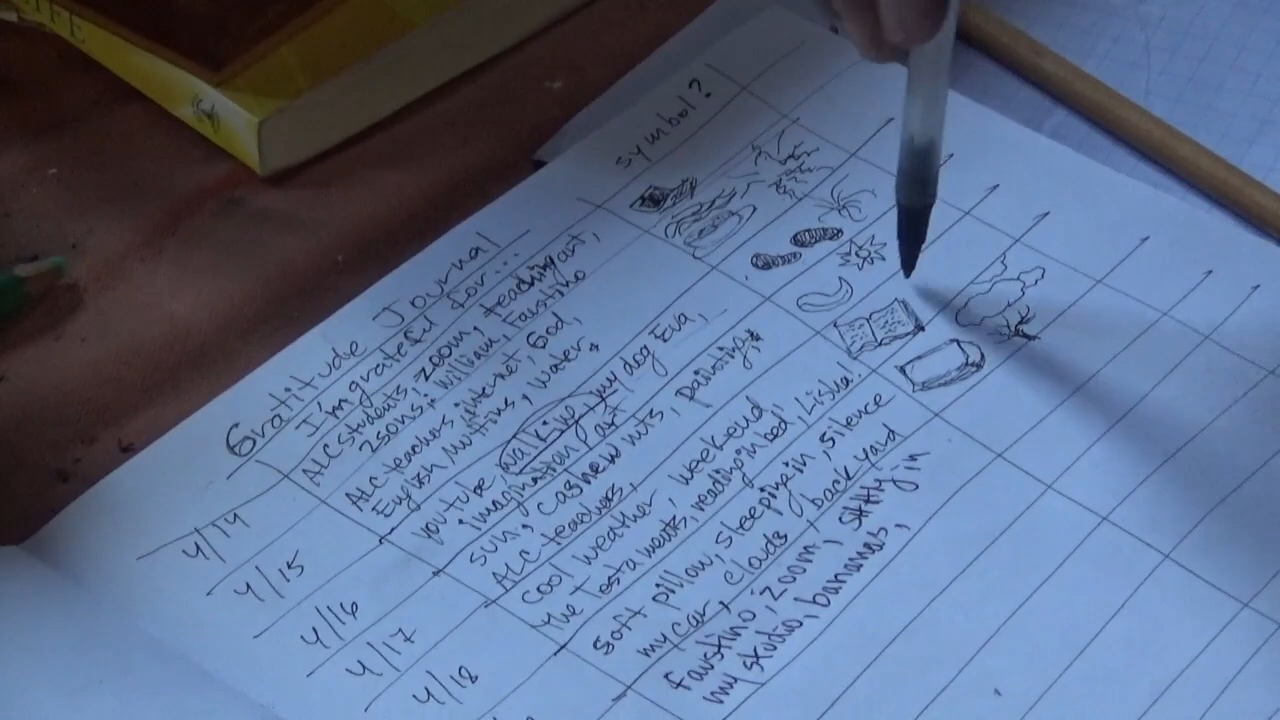 LIFE
Gratitude Journal
I'm grateful for...
symbol?
4/14
ALC students, zoom, teaching art,
2 sons: William, Faustino
4/15
ALC teachers, internet, God,
English muffins, water
4/16
youtube, walking my dog Eva,
imagination / art
4/17
sun, cashew nuts, painting,
ALC teachers,
4/18
cool weather, weekend
the Testaments, reading in bed, Lisha!
soft pillow, sleeping in, silence
my car, clouds, back yard
Faustino, zoom, sitting in
my studio, bananas,